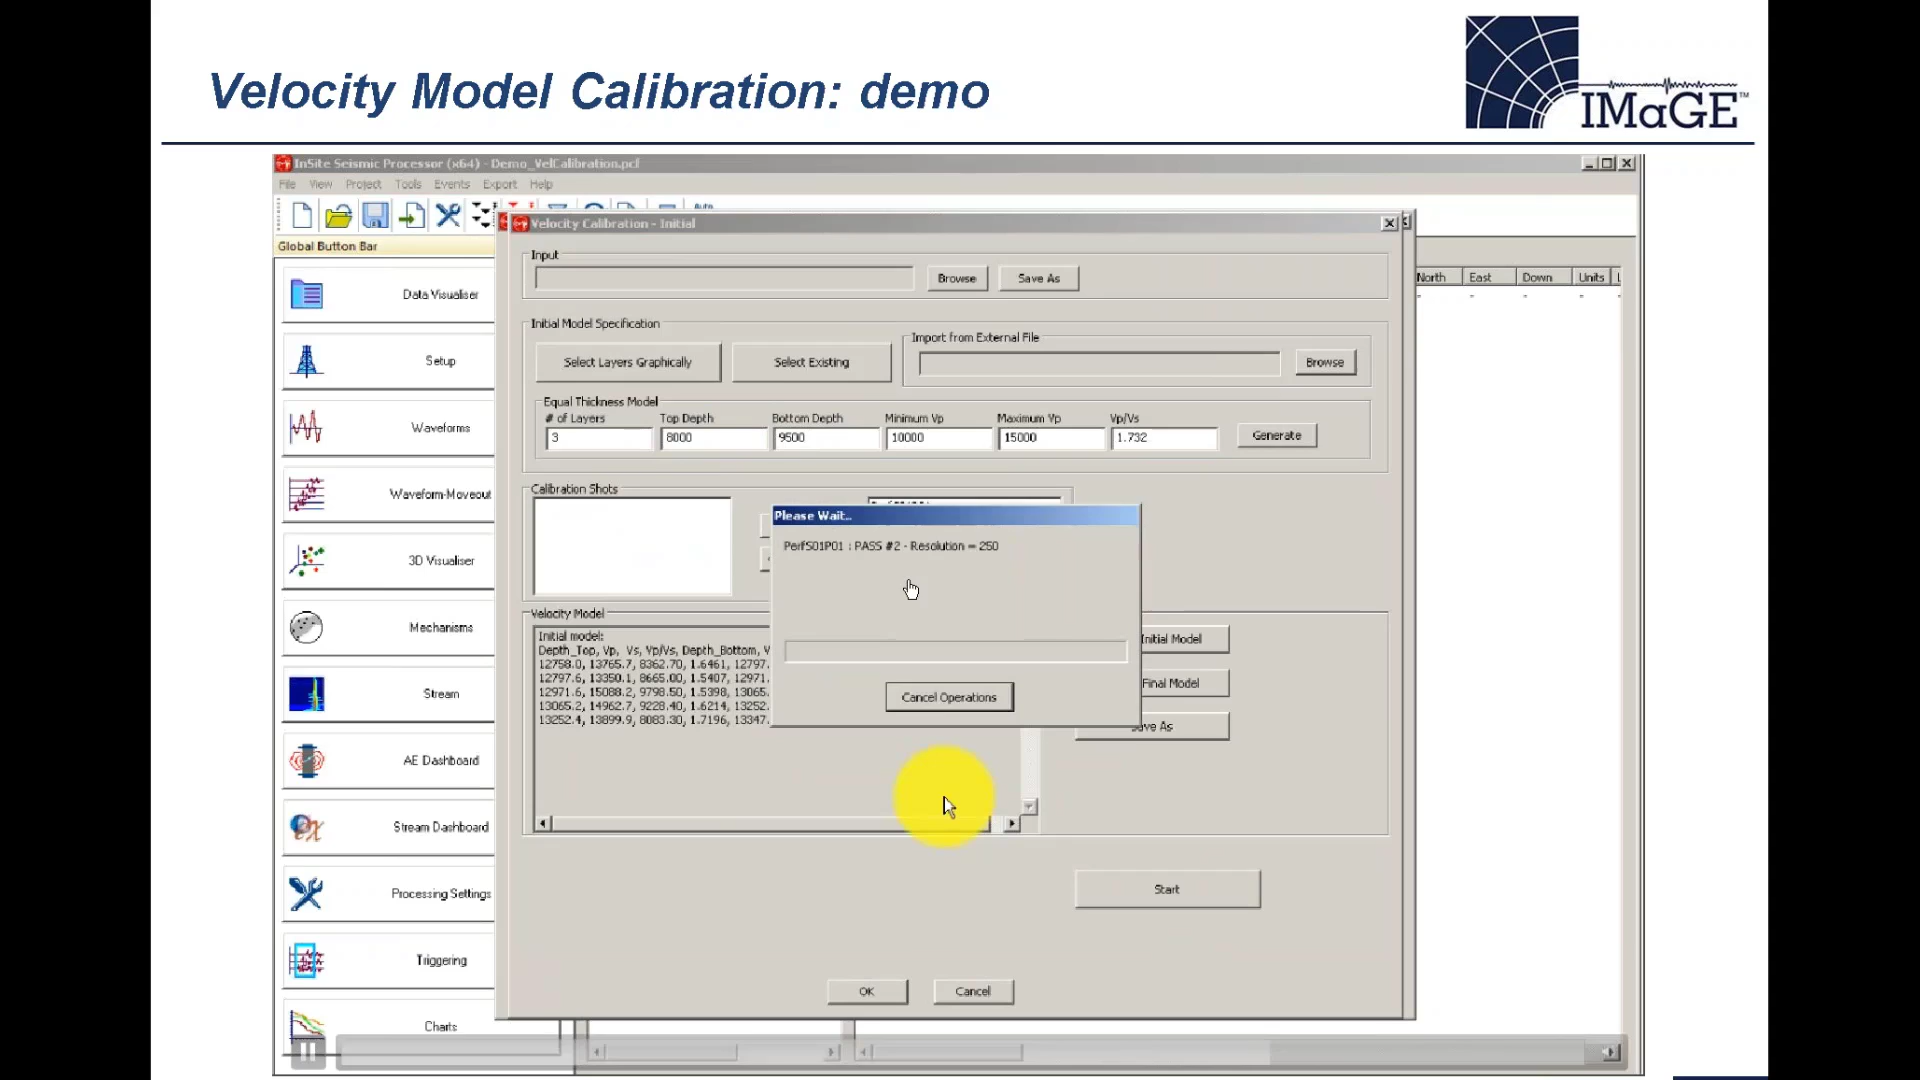 Velocity Model Calibration: demo
IMaGE™
InSite Seismic Processor (x64) - Demo_VelCalibration.pcf
File View Project Tools Events Export Help
Global Button Bar
Velocity Calibration - Initial
North East Down Units
Data Visualiser
Setup
Waveforms
Waveform-Moveout
3D Visualiser
Mechanisms
Stream
AE Dashboard
Stream Dashboard
Processing Settings
Triggering
Charts
Input
Browse Save As
Initial Model Specification
Select Layers Graphically Select Existing
Import from External File
Browse
Equal Thickness Model
# of Layers Top Depth Bottom Depth Minimum Vp Maximum Vp Vp/Vs
3 8000 9500 10000 15000 1.732 Generate
Calibration Shots
Please Wait..
PerfS01P01 : PASS #2 - Resolution = 250
Cancel Operations
Velocity Model
Initial model:
Depth_Top, Vp, Vs, Vp/Vs, Depth_Bottom, V
12758.0, 13765.7, 8362.70, 1.6461, 12797.
12797.6, 13350.1, 8665.00, 1.5407, 12971.
12971.6, 15088.2, 9798.50, 1.5398, 13065.
13065.2, 14962.7, 9228.40, 1.6214, 13252.
13252.4, 13899.9, 8083.30, 1.7196, 13347.
Initial Model
Final Model
Save As
Start
OK Cancel